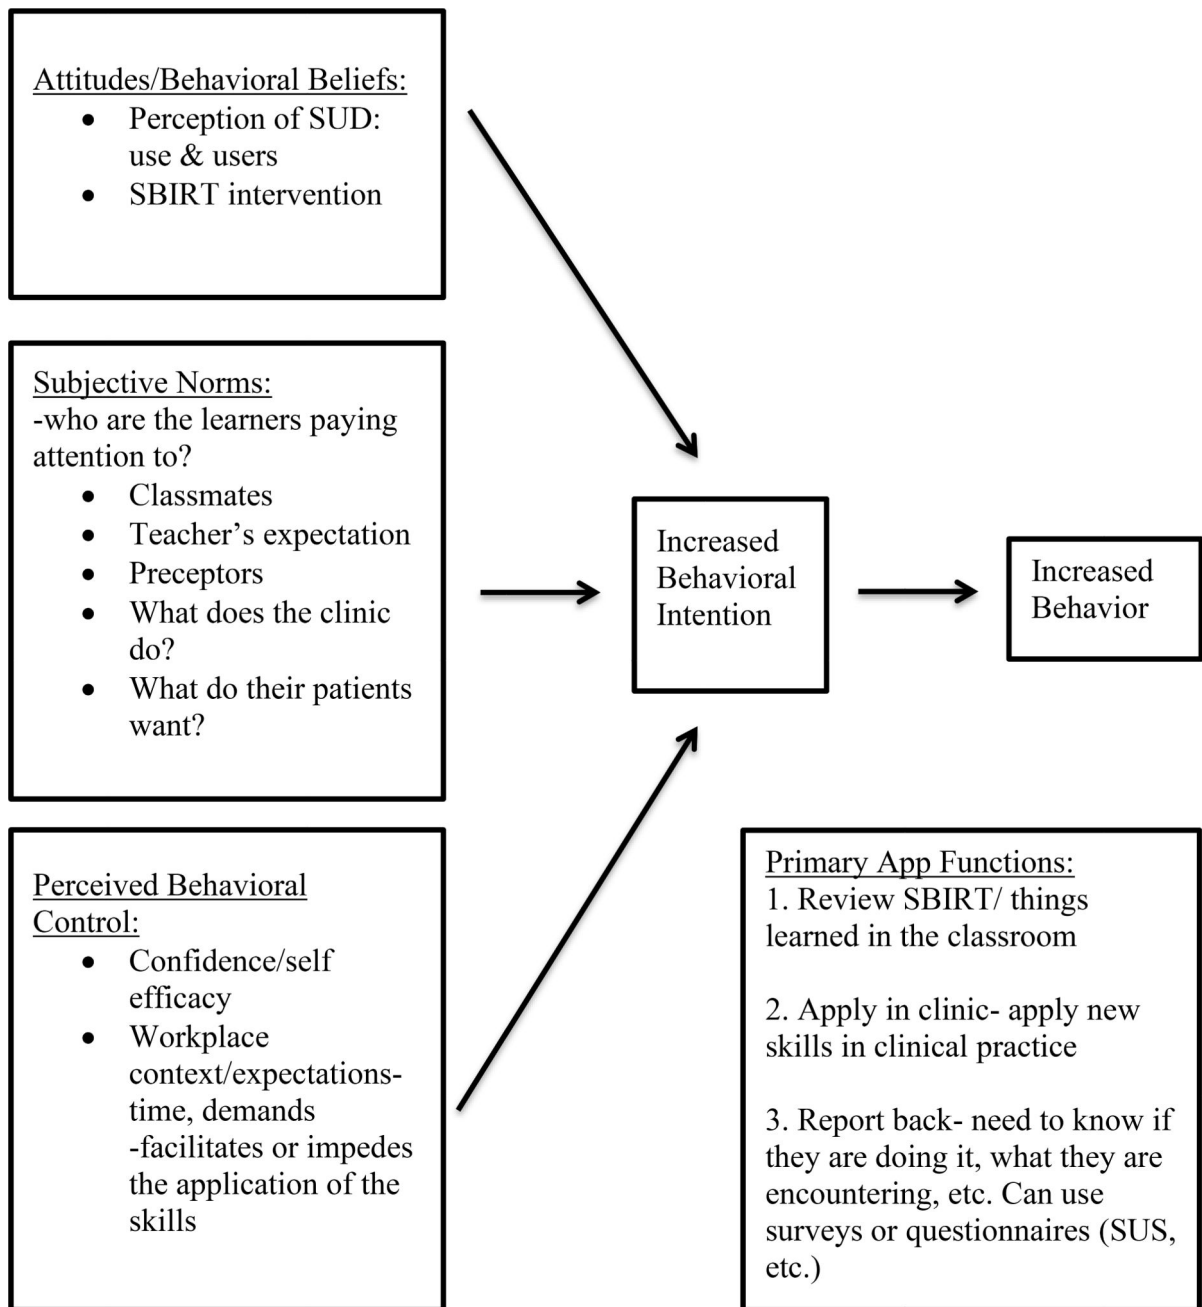 Attitudes/Behavioral Beliefs:
• Perception of SUD:
use & users
• SBIRT intervention
Subjective Norms:
-who are the learners paying
attention to?
• Classmates
• Teacher’s expectation
• Preceptors
• What does the clinic
do?
• What do their patients
want?
Perceived Behavioral
Control:
• Confidence/self
efficacy
• Workplace
context/expectations-
time, demands
-facilitates or impedes
the application of the
skills
Increased
Behavioral
Intention
Increased
Behavior
Primary App Functions:
1. Review SBIRT/ things
learned in the classroom
2. Apply in clinic- apply new
skills in clinical practice
3. Report back- need to know if
they are doing it, what they are
encountering, etc. Can use
surveys or questionnaires (SUS,
etc.)